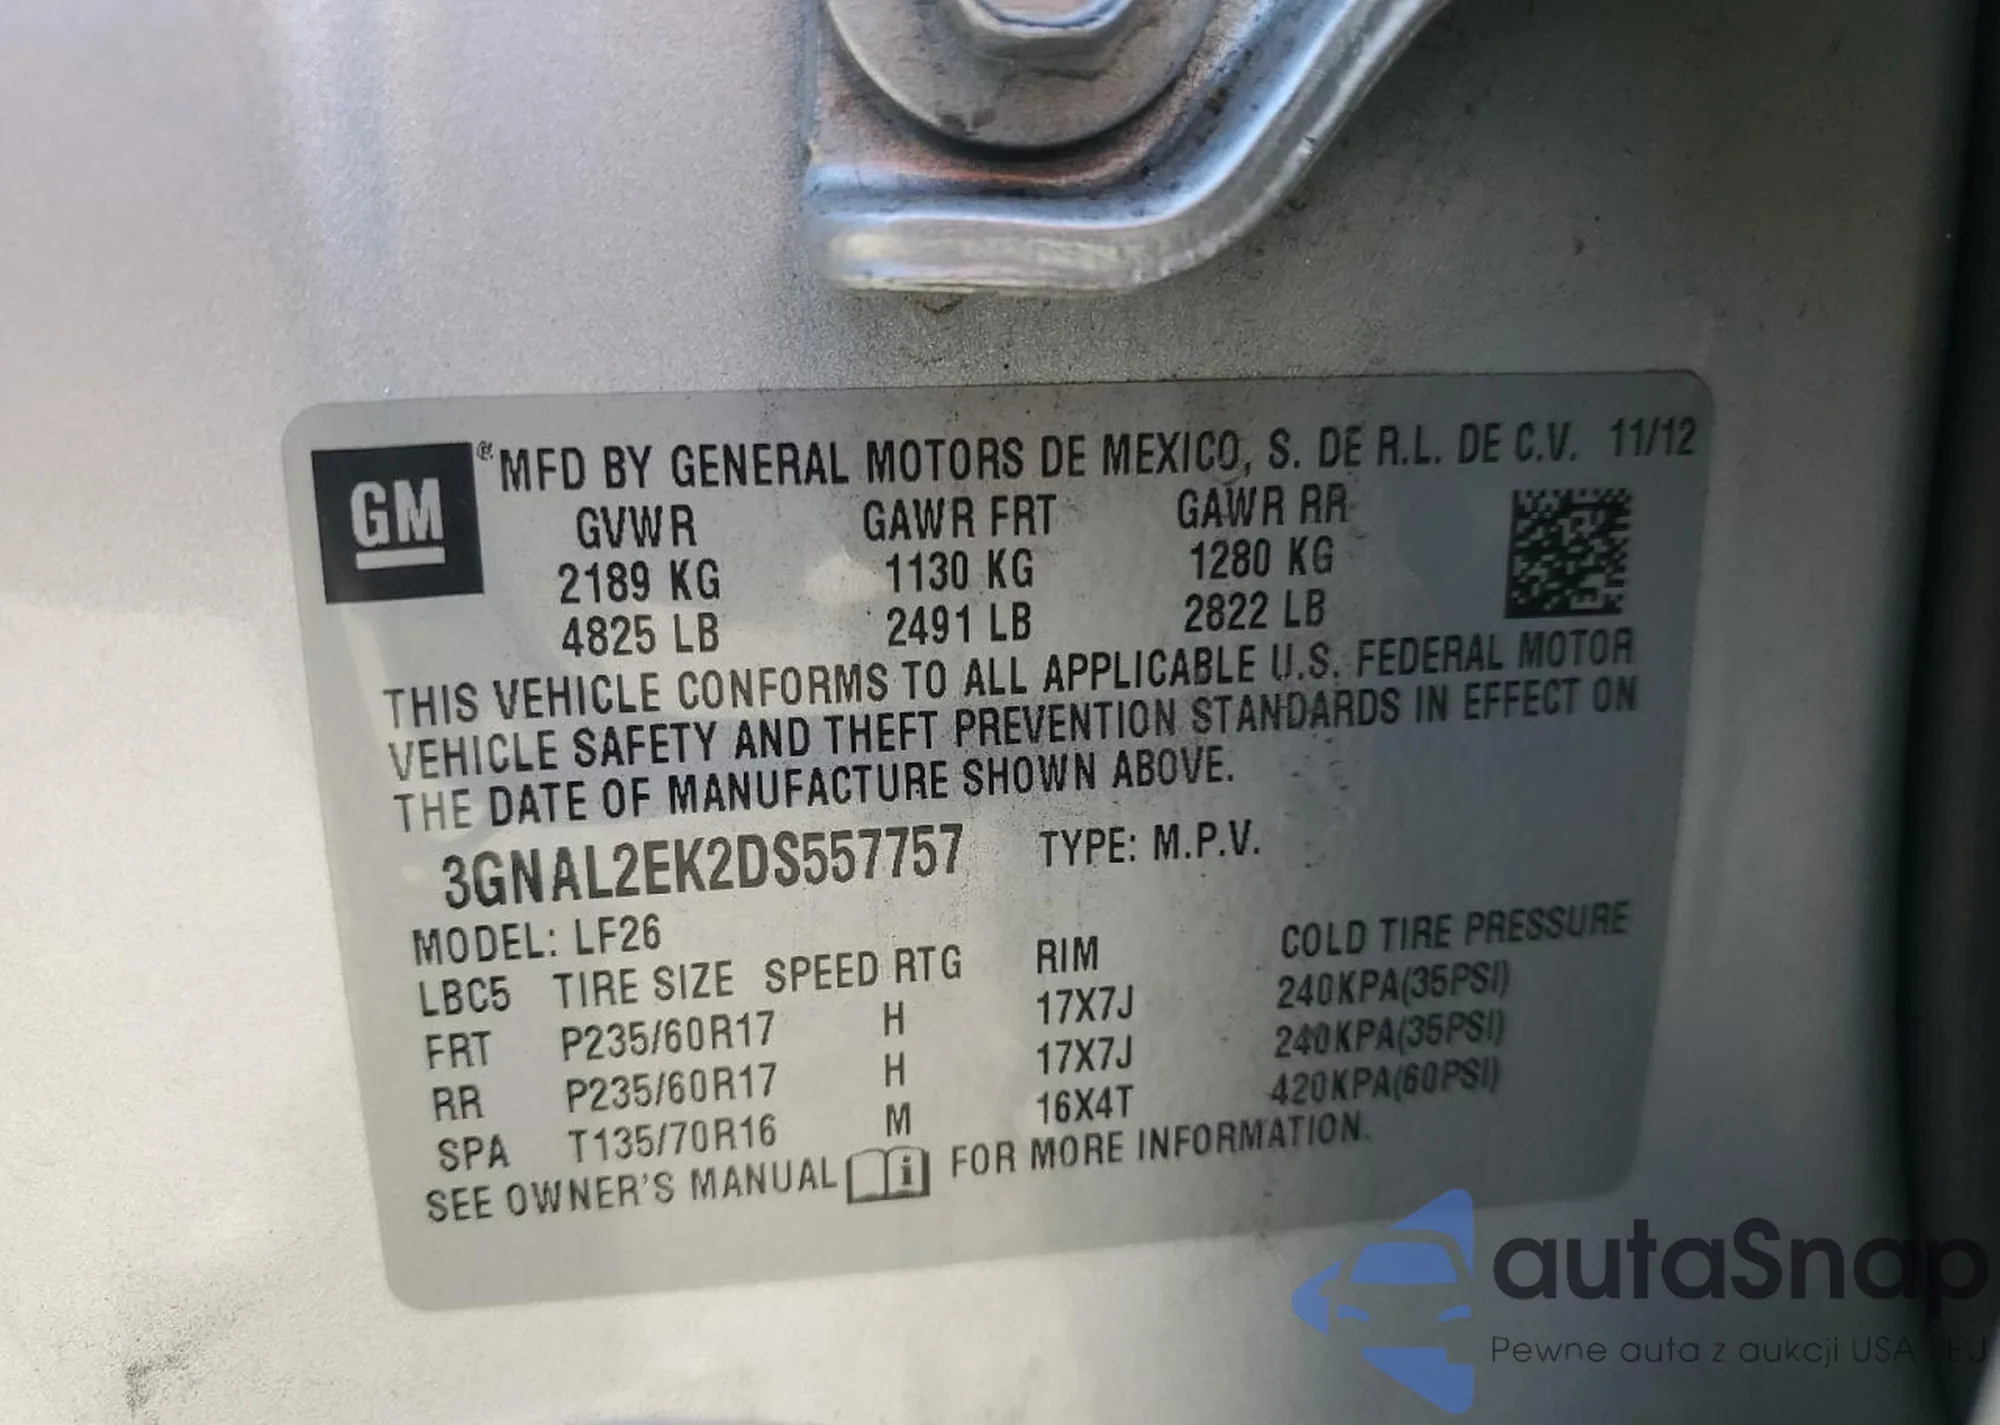 GM ® MFD BY GENERAL MOTORS DE MEXICO, S. DE R.L. DE C.V. 11/12
GVWR GAWR FRT GAWR RR
2189 KG 1130 KG 1280 KG
4825 LB 2491 LB 2822 LB
THIS VEHICLE CONFORMS TO ALL APPLICABLE U.S. FEDERAL MOTOR
VEHICLE SAFETY AND THEFT PREVENTION STANDARDS IN EFFECT ON
THE DATE OF MANUFACTURE SHOWN ABOVE.
3GNAL2EK2DS557757 TYPE: M.P.V.
MODEL: LF26
LBC5 TIRE SIZE SPEED RTG RIM COLD TIRE PRESSURE
FRT P235/60R17 H 17X7J 240KPA(35PSI)
RR P235/60R17 H 17X7J 240KPA(35PSI)
SPA T135/70R16 M 16X4T 420KPA(60PSI)
SEE OWNER'S MANUAL i FOR MORE INFORMATION.
autaSnap
Pewne auta z aukcji USA EU